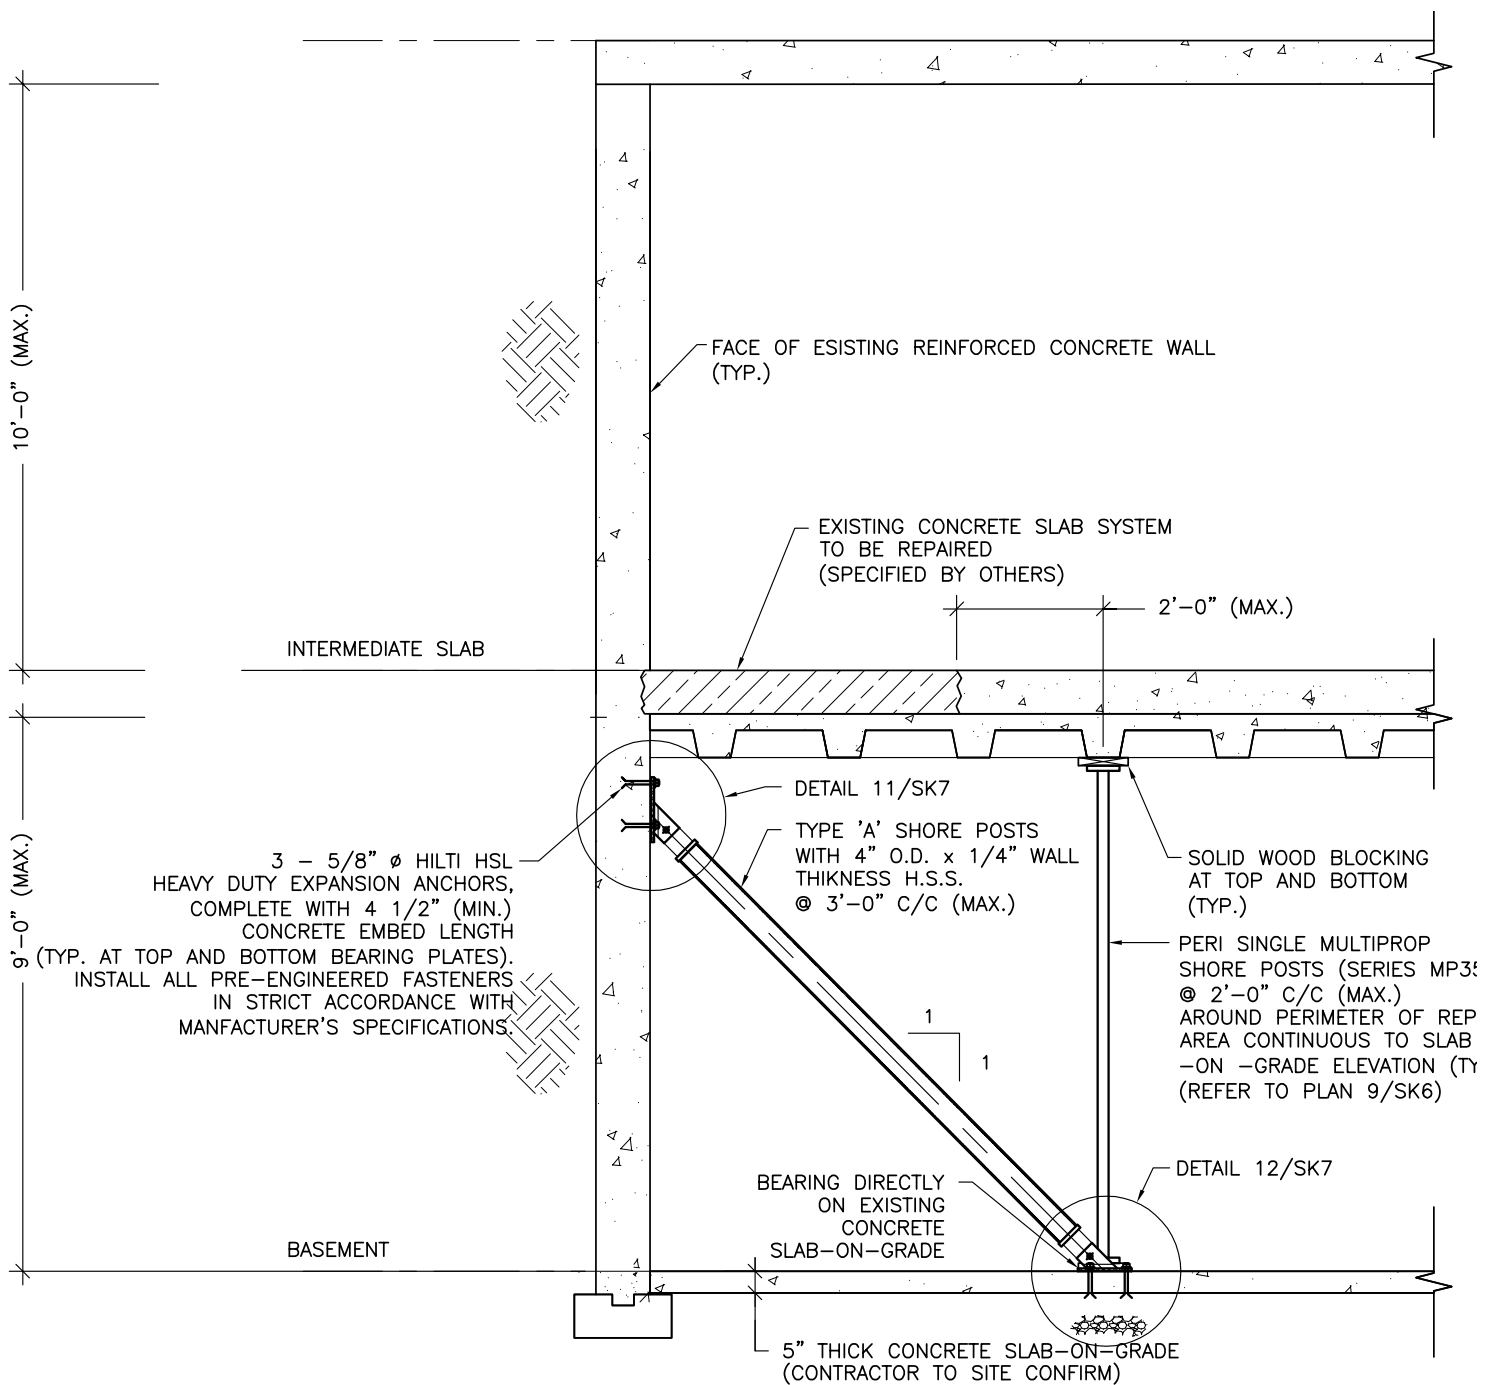 10'-0" (MAX.)
FACE OF ESISTING REINFORCED CONCRETE WALL
(TYP.)
EXISTING CONCRETE SLAB SYSTEM
TO BE REPAIRED
(SPECIFIED BY OTHERS)
2'-0" (MAX.)
INTERMEDIATE SLAB
9'-0" (MAX.)
DETAIL 11/SK7
TYPE 'A' SHORE POSTS
WITH 4" O.D. x 1/4" WALL
THIKNESS H.S.S.
@ 3'-0" C/C (MAX.)
3 - 5/8" ø HILTI HSL
HEAVY DUTY EXPANSION ANCHORS,
COMPLETE WITH 4 1/2" (MIN.)
CONCRETE EMBED LENGTH
(TYP. AT TOP AND BOTTOM BEARING PLATES).
INSTALL ALL PRE-ENGINEERED FASTENERS
IN STRICT ACCORDANCE WITH
MANFACTURER'S SPECIFICATIONS.
SOLID WOOD BLOCKING
AT TOP AND BOTTOM
(TYP.)
PERI SINGLE MULTIPROP
SHORE POSTS (SERIES MP35
@ 2'-0" C/C (MAX.)
AROUND PERIMETER OF REP
AREA CONTINUOUS TO SLAB
-ON -GRADE ELEVATION (TY
(REFER TO PLAN 9/SK6)
1
1
DETAIL 12/SK7
BEARING DIRECTLY
ON EXISTING
CONCRETE
SLAB-ON-GRADE
BASEMENT
5" THICK CONCRETE SLAB-ON-GRADE
(CONTRACTOR TO SITE CONFIRM)